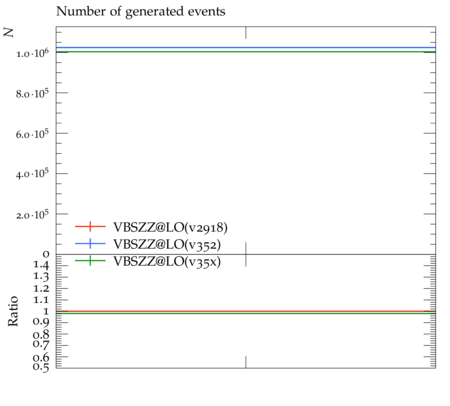 Number of generated events
N
1.0·10⁶
8.0·10⁵
6.0·10⁵
4.0·10⁵
2.0·10⁵
VBSZZ@LO(v2918)
VBSZZ@LO(v352)
0
VBSZZ@LO(v35x)
1.4
1.3
1.2
1.1
1
0.9
0.8
0.7
0.6
0.5
Ratio